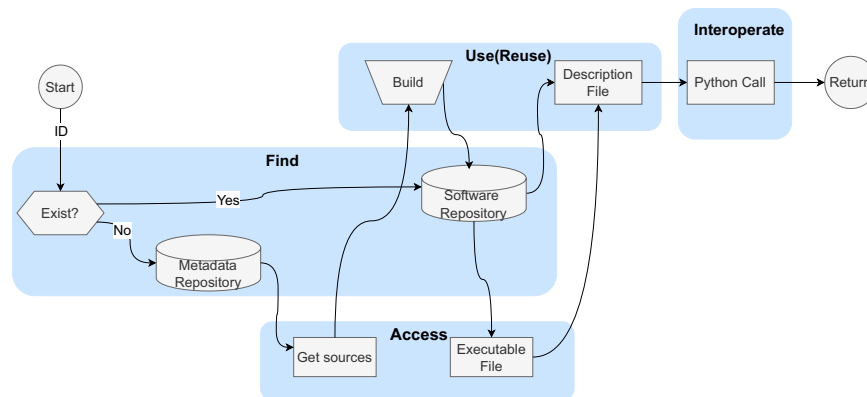 Interoperate
Use(Reuse)
Start
Build
Description
File
Python Call
Return
ID
Find
Exist?
Yes
Software
Repository
No
Metadata
Repository
Access
Get sources
Executable
File